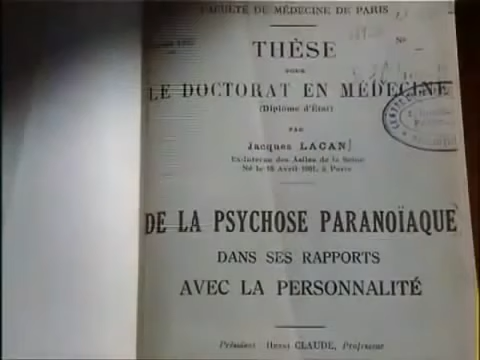 FACULTÉ DE MÉDECINE DE PARIS
THÈSE
Nº
POUR
LE DOCTORAT EN MÉDECINE
(Diplôme d'État)
PAR
Jacques LACAN
Ex-interne des Asiles de la Seine
Né le 13 Avril 1901, à Paris
DE LA PSYCHOSE PARANOÏAQUE
DANS SES RAPPORTS
AVEC LA PERSONNALITÉ
Président Henri CLAUDE, Professeur